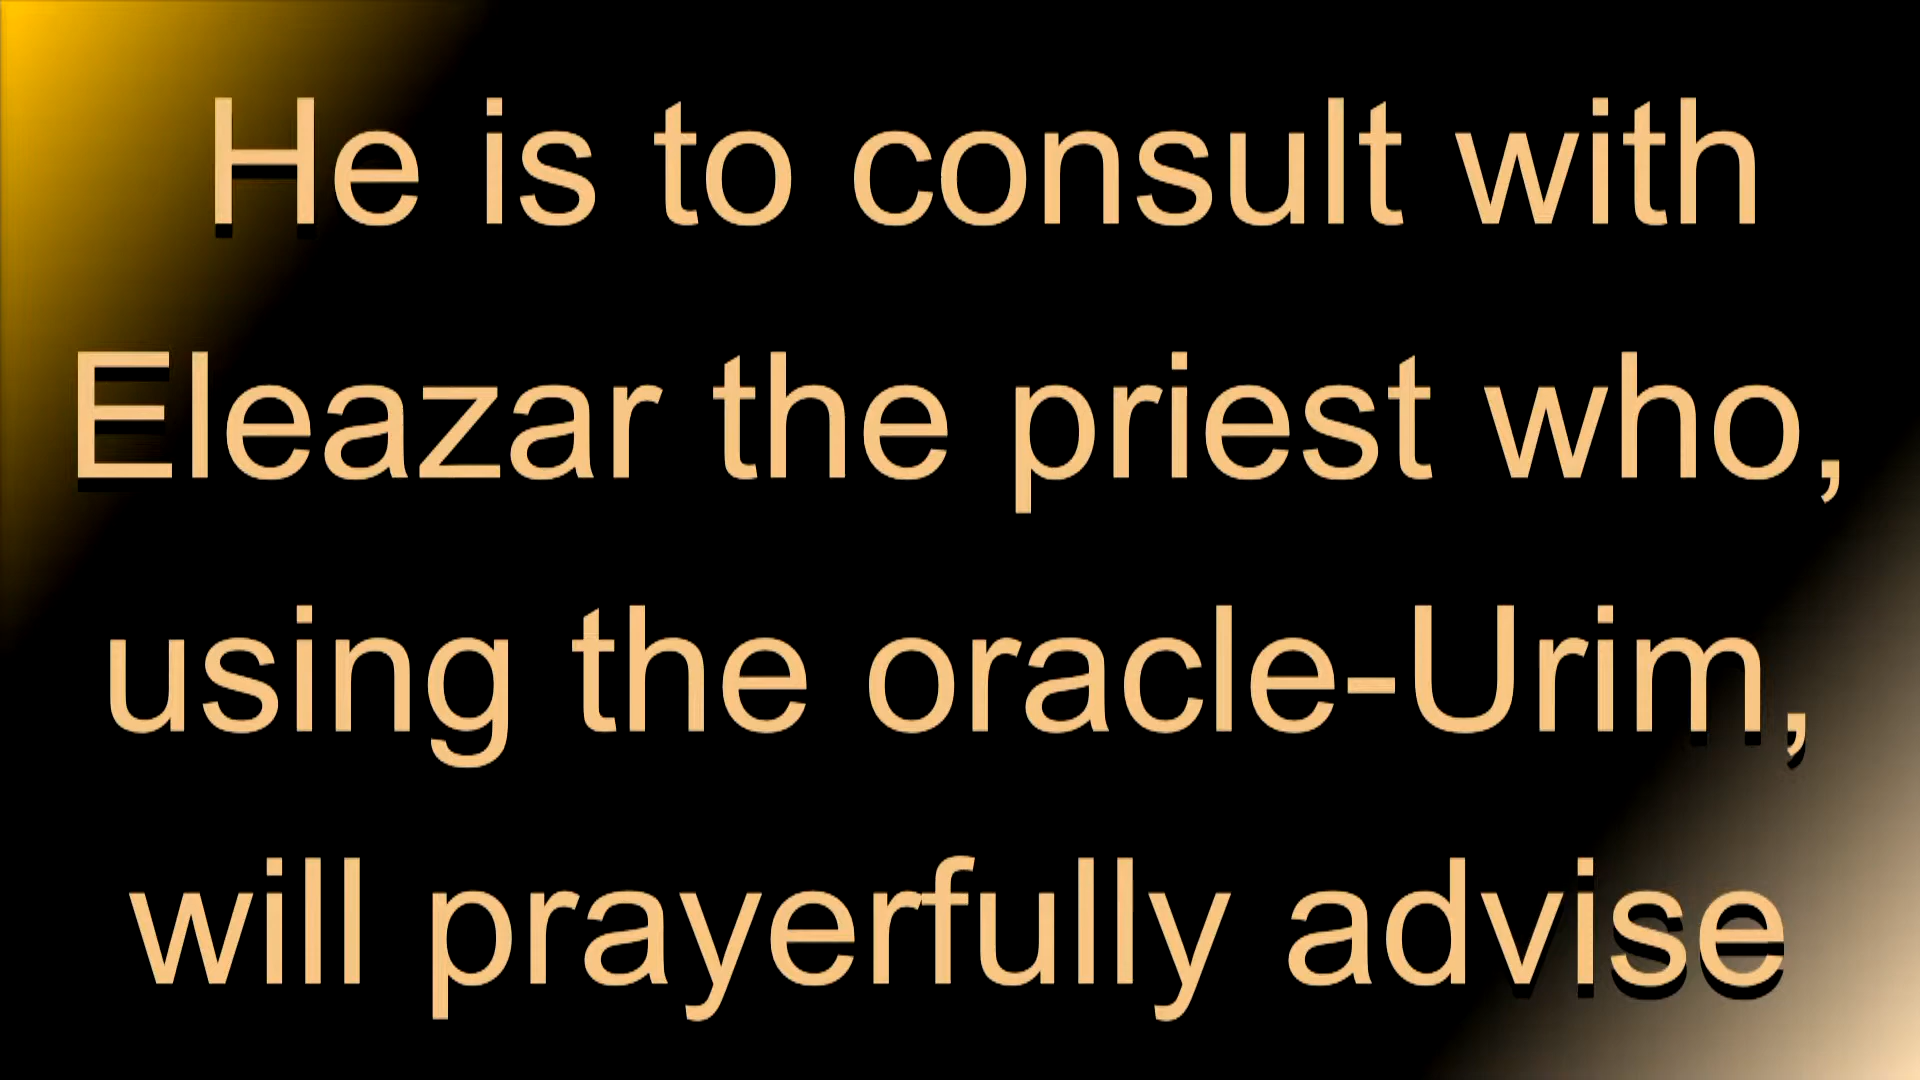 He is to consult with
Eleazar the priest who,
using the oracle-Urim,
will prayerfully advise